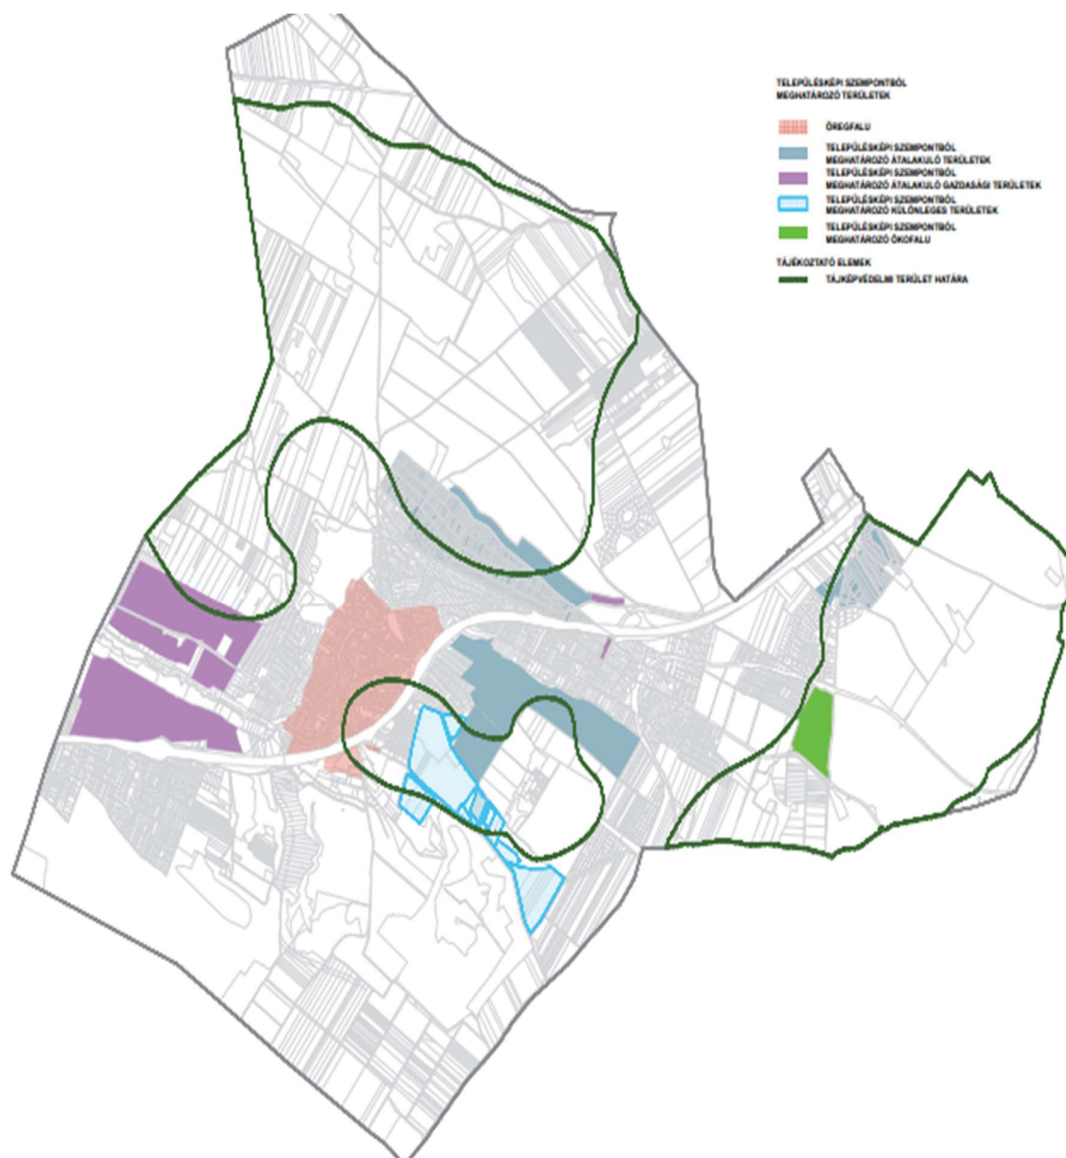 TELEPÜLÉSKÉPI SZEMPONTBÓL
MEGHATÁROZÓ TERÜLETEK
ÖREGFALU
TELEPÜLÉSKÉPI SZEMPONTBÓL
MEGHATÁROZÓ ÁTALAKULÓ TERÜLETEK
TELEPÜLÉSKÉPI SZEMPONTBÓL
MEGHATÁROZÓ ÁTALAKULÓ GAZDASÁGI TERÜLETEK
TELEPÜLÉSKÉPI SZEMPONTBÓL
MEGHATÁROZÓ KÜLÖNLEGES TERÜLETEK
TELEPÜLÉSKÉPI SZEMPONTBÓL
MEGHATÁROZÓ ÖKOFALU
TÁJÉKOZTATÓ ELEMEK
TÁJKÉPVÉDELMI TERÜLET HATÁRA